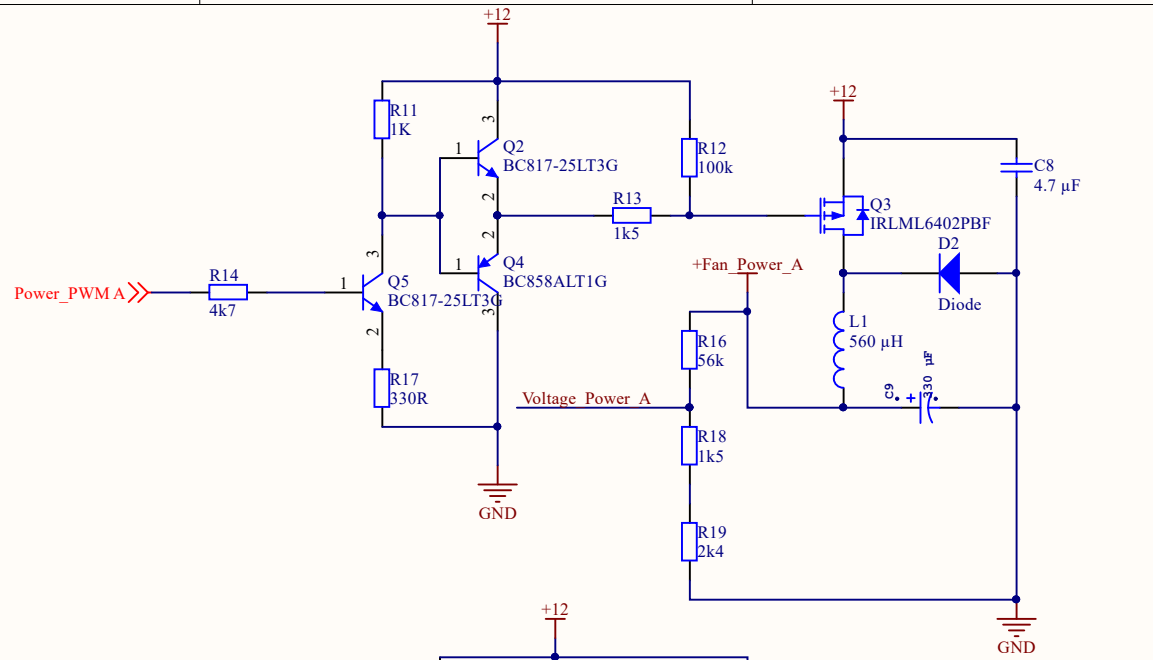 +12
R11
1K
3
1
Q2
BC817-25LT3G
2
R12
100k
+12
C8
4.7 µF
R13
1k5
Q3
IRLML6402PBF
2
1
Q4
BC858ALT1G
3
3
+Fan_Power_A
D2
Diode
Power_PWM A
R14
4k7
1
Q5
BC817-25LT3G
2
R16
56k
L1
560 µH
R17
330R
Voltage_Power_A
C9
+
330 µF
R18
1k5
GND
R19
2k4
+12
GND